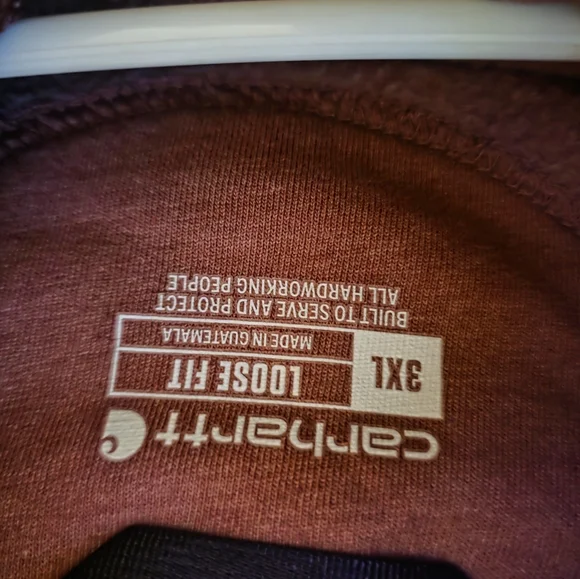 carhartt
3XL
LOOSE FIT
MADE IN GUATEMALA
BUILT TO SERVE AND PROTECT
ALL HARDWORKING PEOPLE